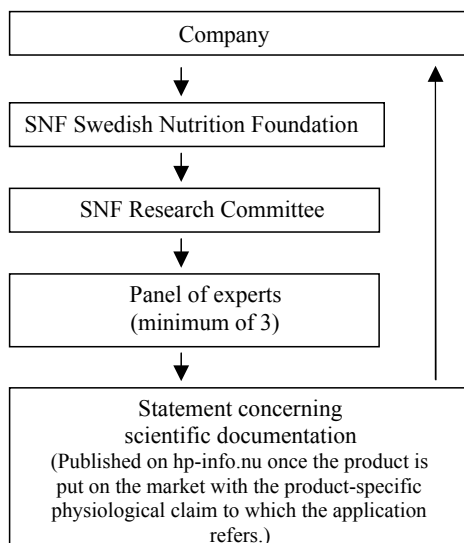 Company
SNF Swedish Nutrition Foundation
SNF Research Committee
Panel of experts
(minimum of 3)
Statement concerning
scientific documentation
(Published on hp-info.nu once the product is
put on the market with the product-specific
physiological claim to which the application
refers.)